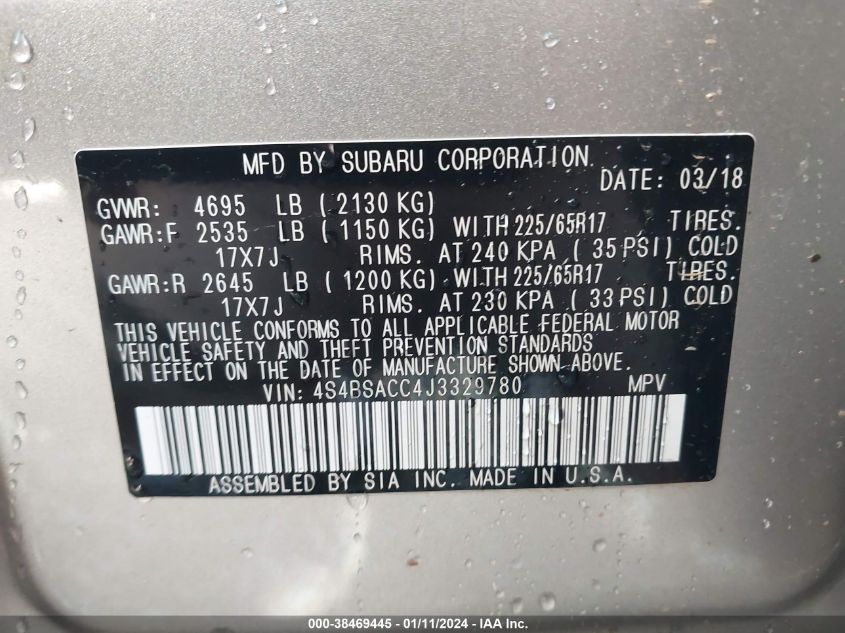 MFD BY SUBARU CORPORATION
DATE: 03/18
GVWR: 4695 LB ( 2130 KG)
GAWR:F 2535 LB ( 1150 KG) WITH 225/65R17 TIRES.
17X7J RIMS. AT 240 KPA ( 35 PSI) COLD
GAWR:R 2645 LB ( 1200 KG) WITH 225/65R17 TIRES.
17X7J RIMS. AT 230 KPA ( 33 PSI) COLD
THIS VEHICLE CONFORMS TO ALL APPLICABLE FEDERAL MOTOR
VEHICLE SAFETY AND THEFT PREVENTION STANDARDS
IN EFFECT ON THE DATE OF MANUFACTURE SHOWN ABOVE.
VIN: 4S4BSACC4J3329780 MPV
ASSEMBLED BY SIA INC. MADE IN U.S.A.
000-38469445 - 01/11/2024 - IAA Inc.